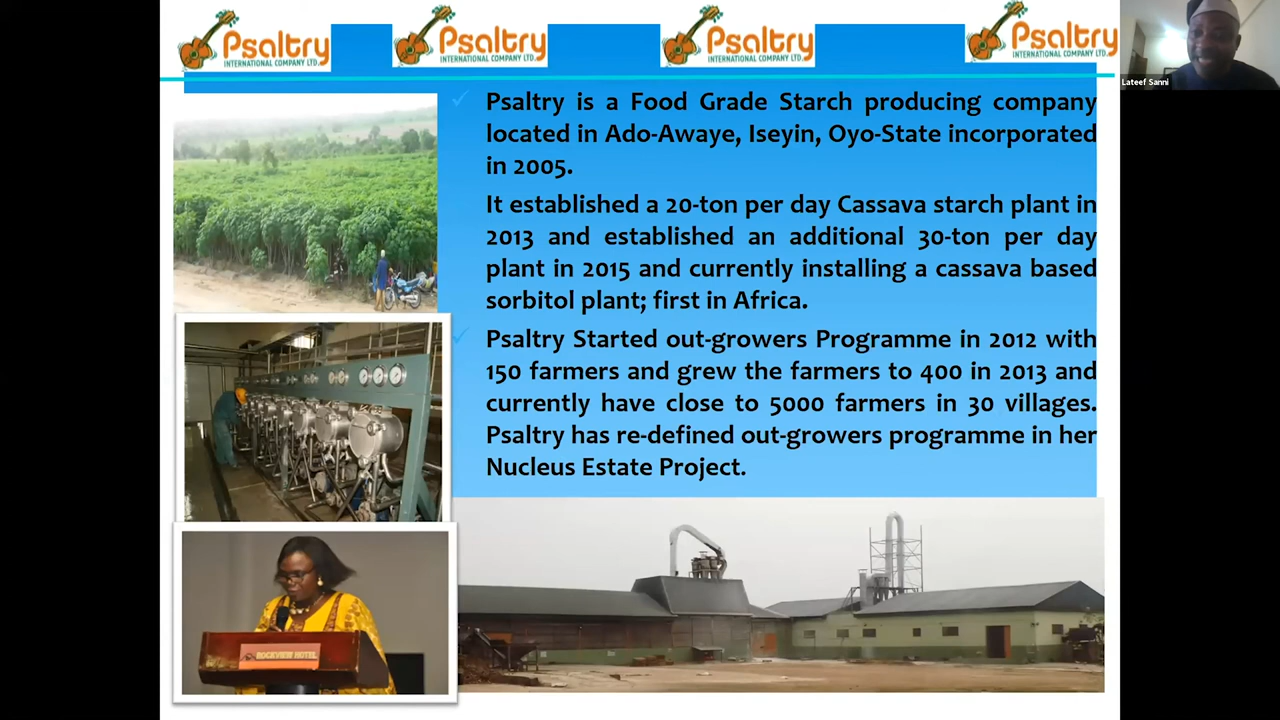 Psaltry
INTERNATIONAL COMPANY LTD.
Psaltry
INTERNATIONAL COMPANY LTD.
Psaltry
INTERNATIONAL COMPANY LTD.
Psaltry
INTERNATIONAL COMPANY LTD.
Lateef Sanni
Psaltry is a Food Grade Starch producing company
located in Ado-Awaye, Iseyin, Oyo-State incorporated
in 2005.
It established a 20-ton per day Cassava starch plant in
2013 and established an additional 30-ton per day
plant in 2015 and currently installing a cassava based
sorbitol plant; first in Africa.
Psaltry Started out-growers Programme in 2012 with
150 farmers and grew the farmers to 400 in 2013 and
currently have close to 5000 farmers in 30 villages.
Psaltry has re-defined out-growers programme in her
Nucleus Estate Project.
ROCKVIEW HOTEL